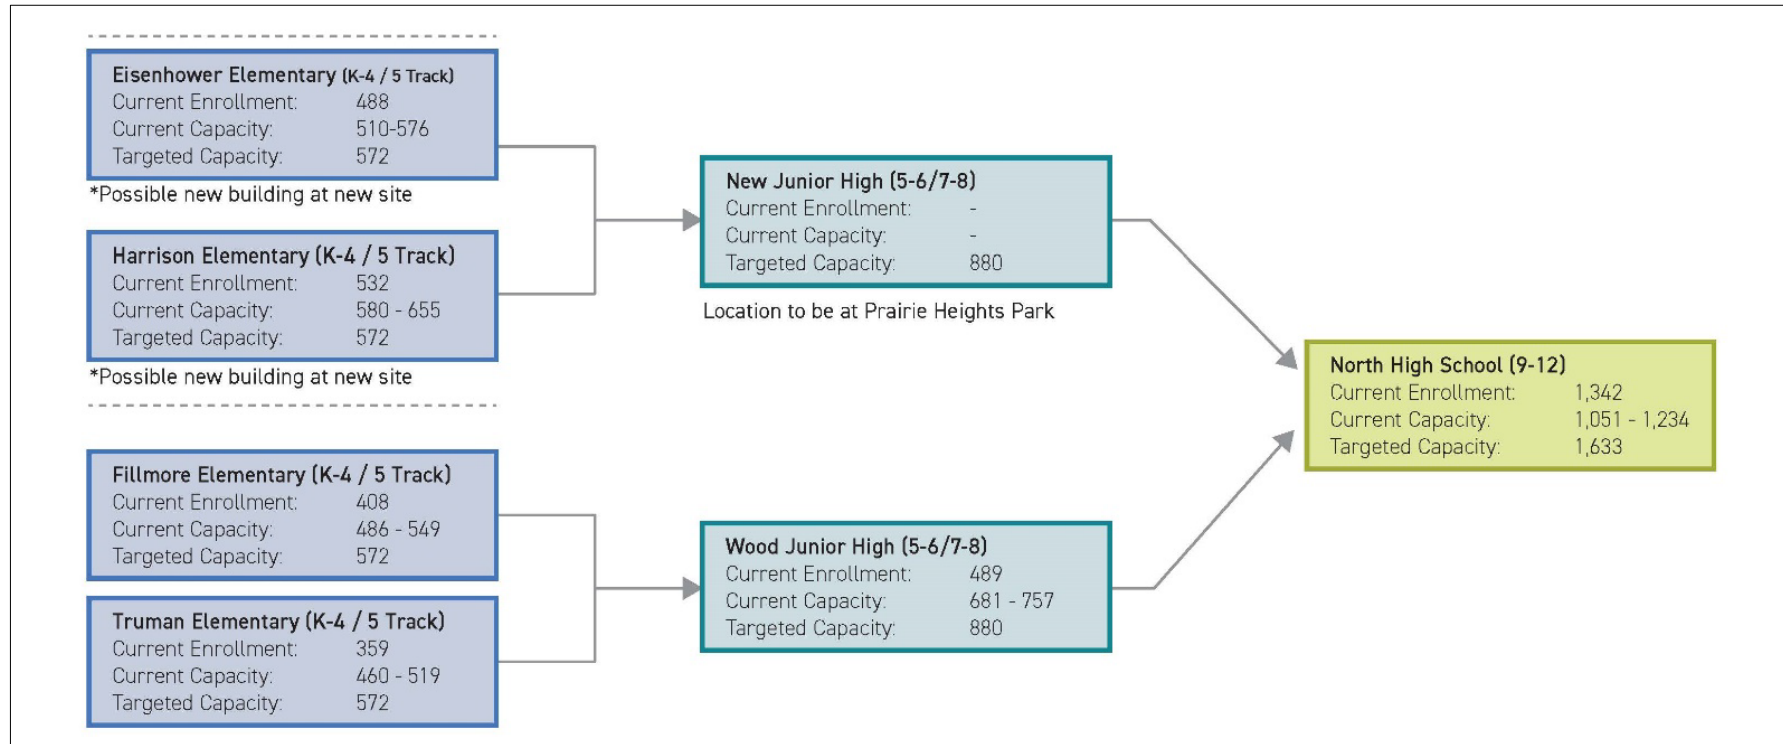 Eisenhower Elementary (K-4 / 5 Track)
Current Enrollment: 488
Current Capacity: 510-576
Targeted Capacity: 572
*Possible new building at new site
Harrison Elementary (K-4 / 5 Track)
Current Enrollment: 532
Current Capacity: 580 - 655
Targeted Capacity: 572
*Possible new building at new site
Fillmore Elementary (K-4 / 5 Track)
Current Enrollment: 408
Current Capacity: 486 - 549
Targeted Capacity: 572
Truman Elementary (K-4 / 5 Track)
Current Enrollment: 359
Current Capacity: 460 - 519
Targeted Capacity: 572
New Junior High (5-6/7-8)
Current Enrollment: -
Current Capacity: -
Targeted Capacity: 880
Location to be at Prairie Heights Park
Wood Junior High (5-6/7-8)
Current Enrollment: 489
Current Capacity: 681 - 757
Targeted Capacity: 880
North High School (9-12)
Current Enrollment: 1,342
Current Capacity: 1,051 - 1,234
Targeted Capacity: 1,633